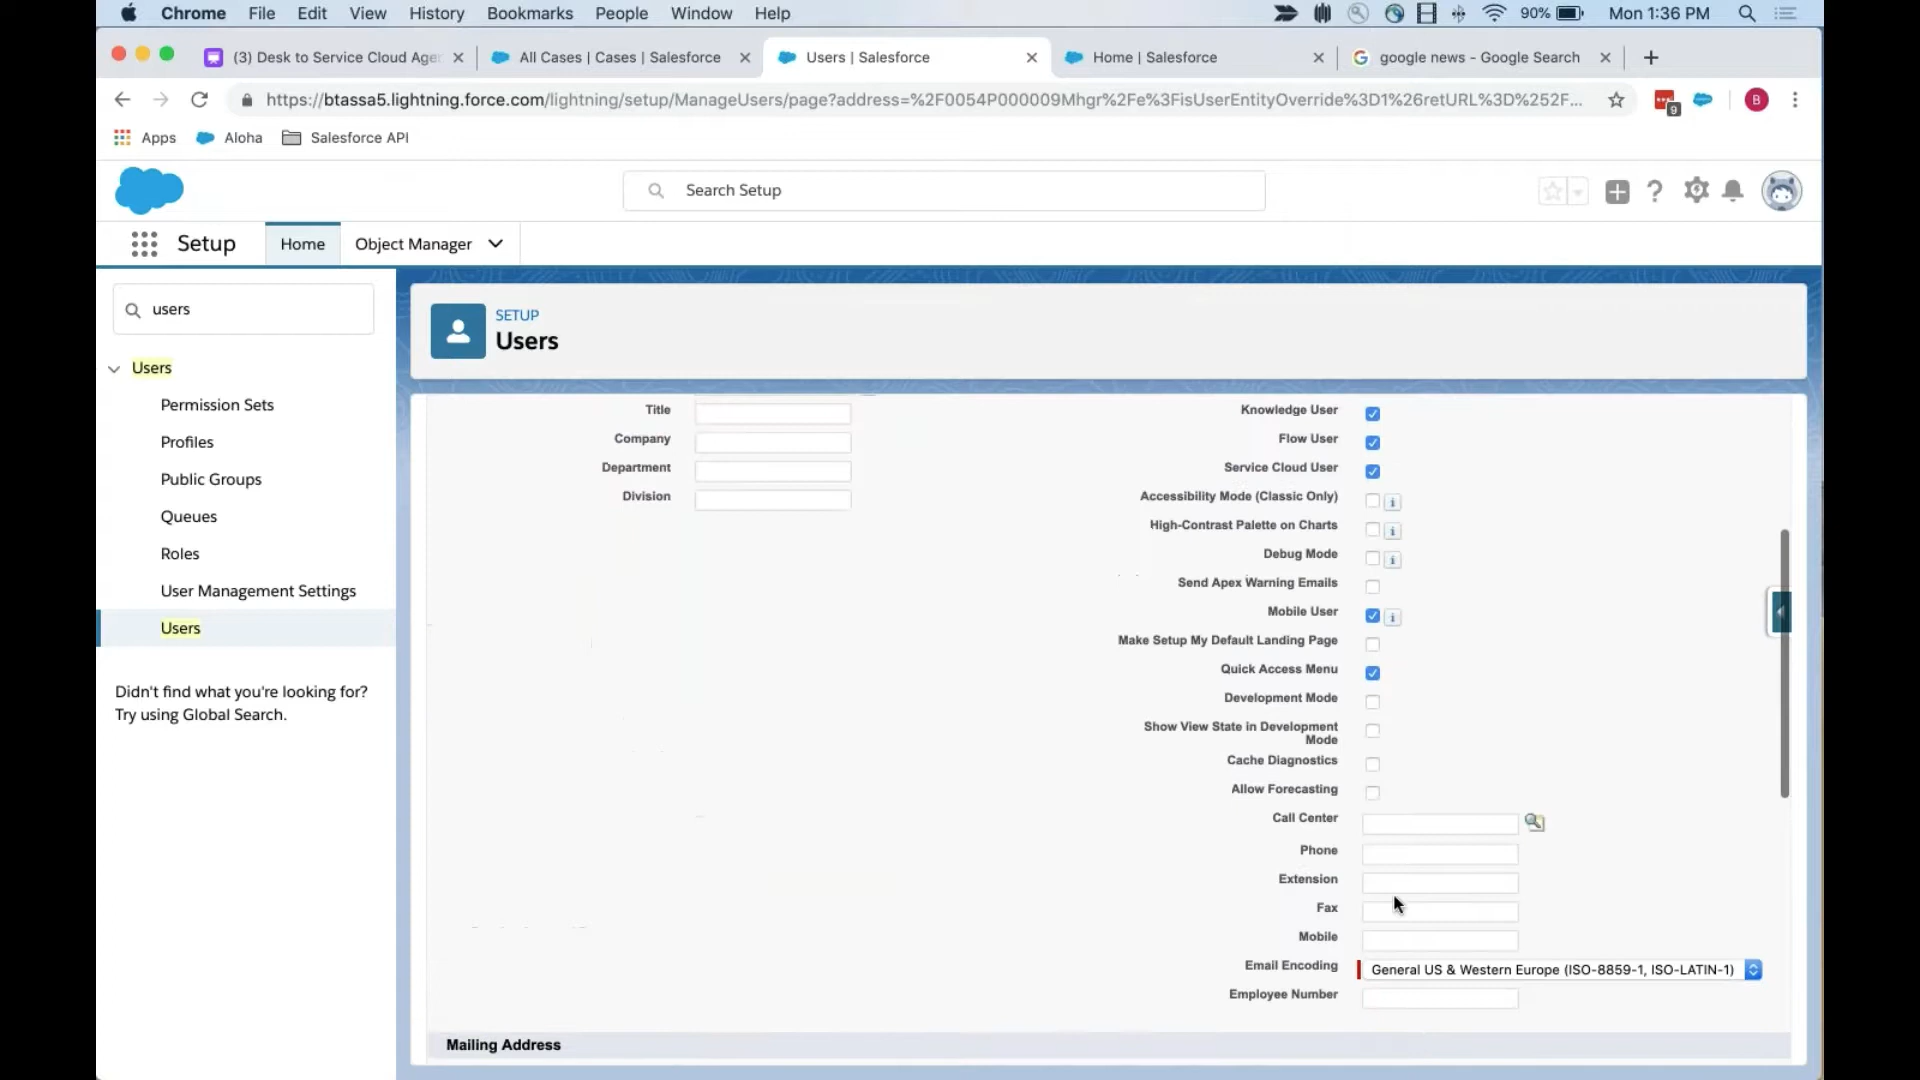 Chrome File Edit View History Bookmarks People Window Help 90% Mon 1:36 PM
(3) Desk to Service Cloud Age All Cases | Cases | Salesforce Users | Salesforce Home | Salesforce google news - Google Search
https://btassa5.lightning.force.com/lightning/setup/ManageUsers/page?address=%2F0054P000009Mhgr%2Fe%3FisUserEntityOverride%3D1%26retURL%3D%252F... 9 B
Apps Aloha Salesforce API
Search Setup
Setup Home Object Manager
users
SETUP
Users
Users
Permission Sets
Profiles
Public Groups
Queues
Roles
User Management Settings
Users
Didn't find what you're looking for?
Try using Global Search.
Title
Company
Department
Division
Knowledge User
Flow User
Service Cloud User
Accessibility Mode (Classic Only)
High-Contrast Palette on Charts
Debug Mode
Send Apex Warning Emails
Mobile User
Make Setup My Default Landing Page
Quick Access Menu
Development Mode
Show View State in Development
Mode
Cache Diagnostics
Allow Forecasting
Call Center
Phone
Extension
Fax
Mobile
Email Encoding General US & Western Europe (ISO-8859-1, ISO-LATIN-1)
Employee Number
Mailing Address